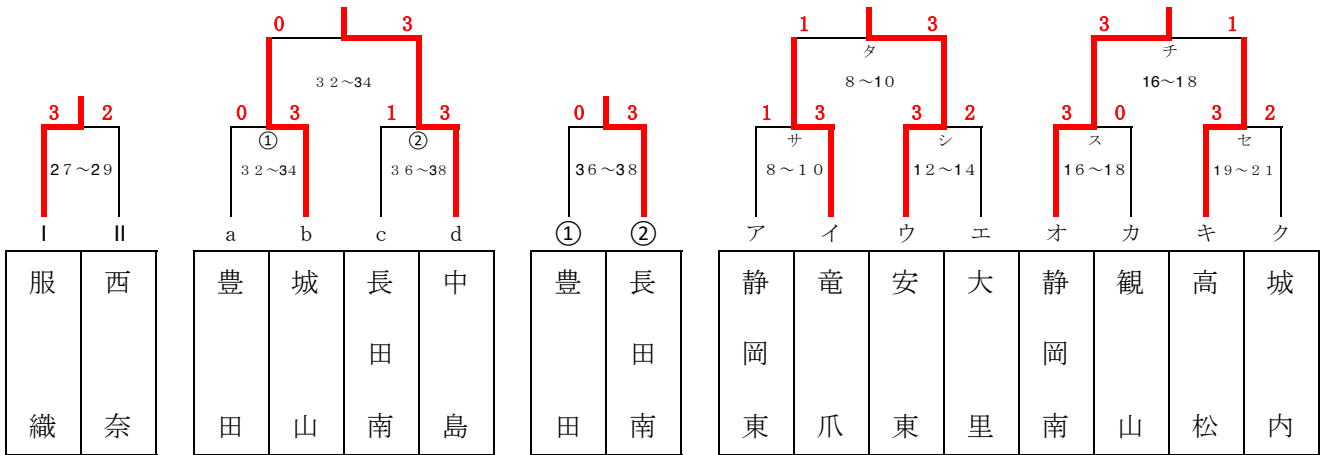 0 3 1 3 3 1
タ チ
３２～34 8～10 16～1８
3 2 0 3 1 3 0 3 1 3 3 2 3 0 3 2
① ② サ シ ス セ
2７～2９ ３２～34 ３６～38 3６～38 8～１０ 12～14 16～18 19～２1
Ⅰ Ⅱ a b c d ① ② ア イ ウ エ オ カ キ ク
服織
西奈
豊田
城山
長田南
中島
豊田
長田南
静岡東
竜爪
安東
大里
静岡南
観山
高松
城内